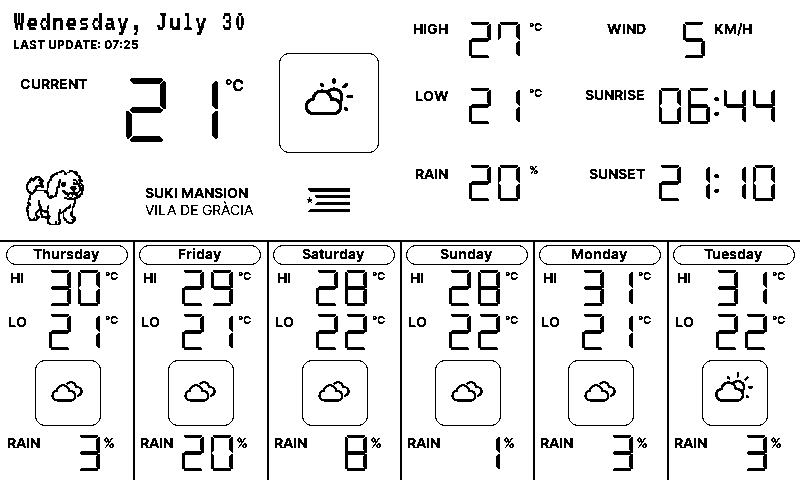 Wednesday, July 30
LAST UPDATE: 07:25
CURRENT 21 °C
SUKI MANSION
VILA DE GRÀCIA
HIGH 27 °C
LOW 21 °C
RAIN 20 %
WIND 5 KM/H
SUNRISE 06:44
SUNSET 21:10
Thursday
HI 30 °C
LO 21 °C
RAIN 3 %
Friday
HI 29 °C
LO 21 °C
RAIN 20 %
Saturday
HI 28 °C
LO 22 °C
RAIN 8 %
Sunday
HI 28 °C
LO 22 °C
RAIN 1 %
Monday
HI 31 °C
LO 21 °C
RAIN 3 %
Tuesday
HI 31 °C
LO 22 °C
RAIN 3 %